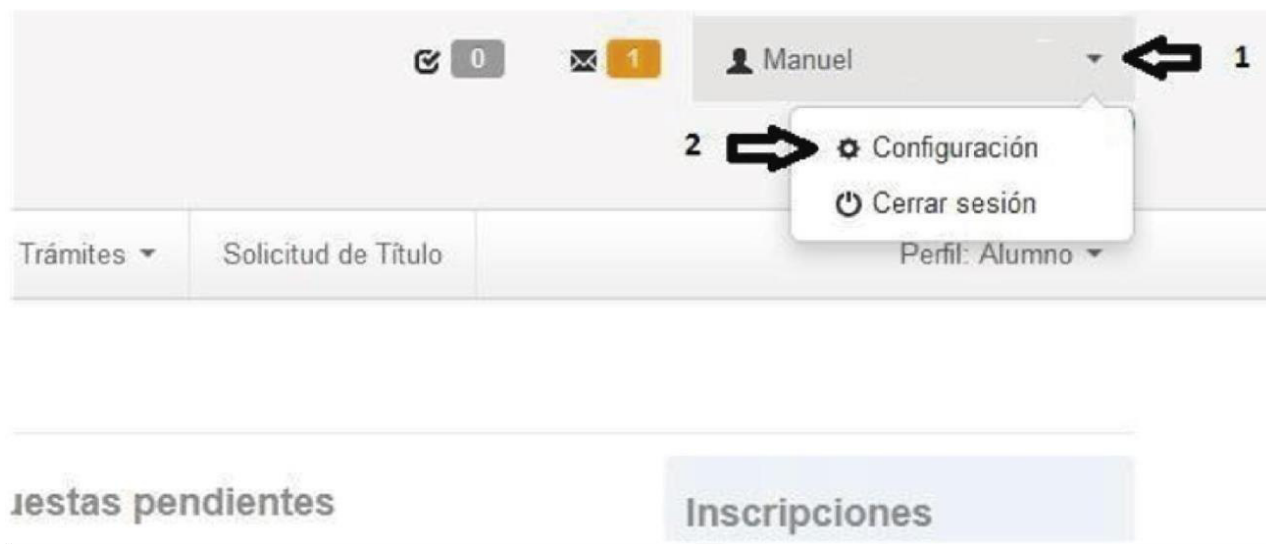 0 1 Manuel 1
2 Configuración
Cerrar sesión
Trámites Solicitud de Título Perfil: Alumno
uestas pendientes
Inscripciones